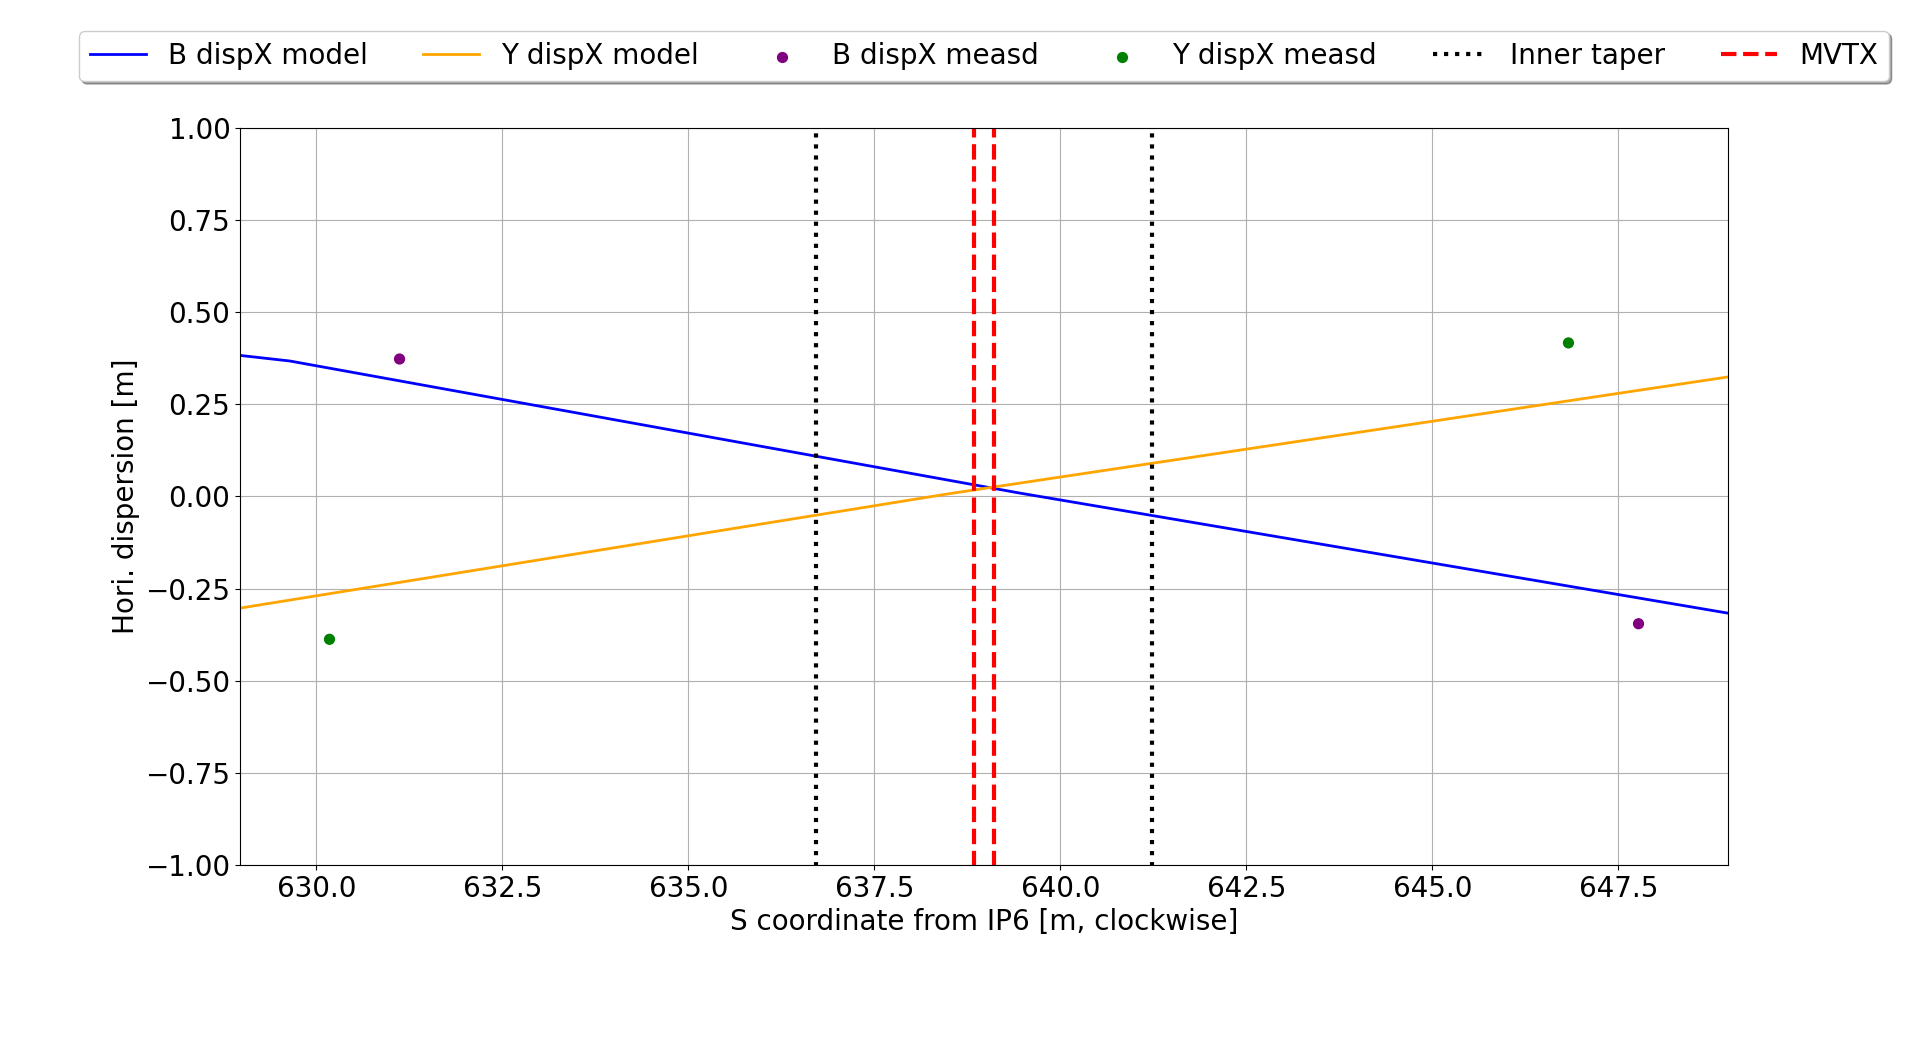 B dispX model Y dispX model B dispX measd Y dispX measd Inner taper MVTX
1.00
0.75
0.50
0.25
0.00
−0.25
−0.50
−0.75
−1.00
Hori. dispersion [m]
630.0 632.5 635.0 637.5 640.0 642.5 645.0 647.5
S coordinate from IP6 [m, clockwise]